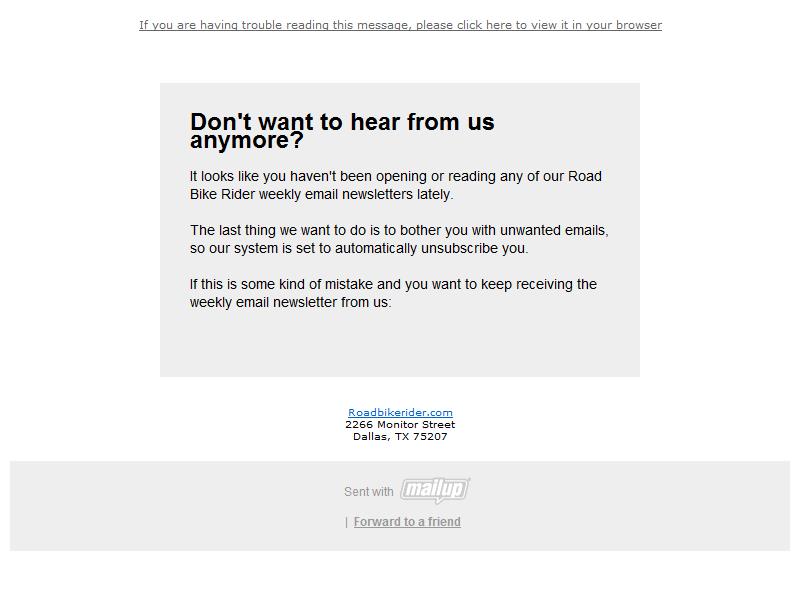 If you are having trouble reading this message, please click here to view it in your browser
Don't want to hear from us
anymore?
It looks like you haven't been opening or reading any of our Road
Bike Rider weekly email newsletters lately.
The last thing we want to do is to bother you with unwanted emails,
so our system is set to automatically unsubscribe you.
If this is some kind of mistake and you want to keep receiving the
weekly email newsletter from us:
Roadbikerider.com
2266 Monitor Street
Dallas, TX 75207
Sent with mailup
| Forward to a friend